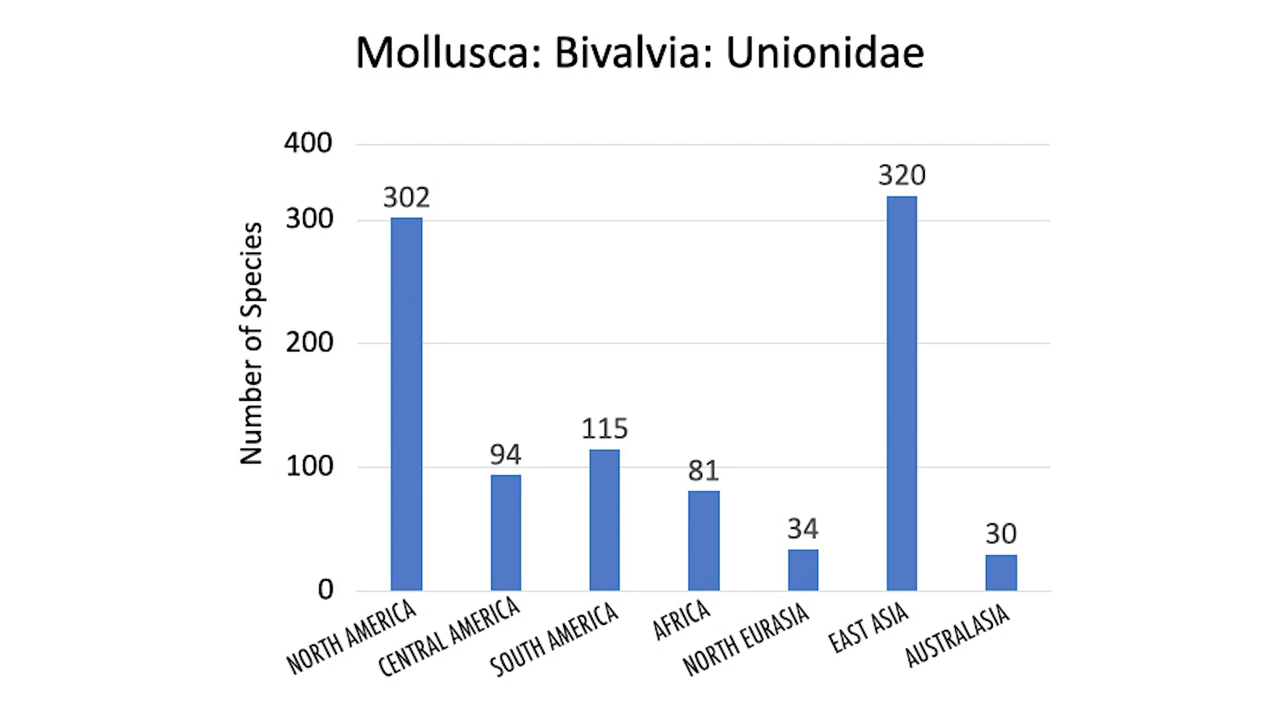 Mollusca: Bivalvia: Unionidae
Number of Species
400
300
200
100
0
302
94
115
81
34
320
30
NORTH AMERICA
CENTRAL AMERICA
SOUTH AMERICA
AFRICA
NORTH EURASIA
EAST ASIA
AUSTRALASIA